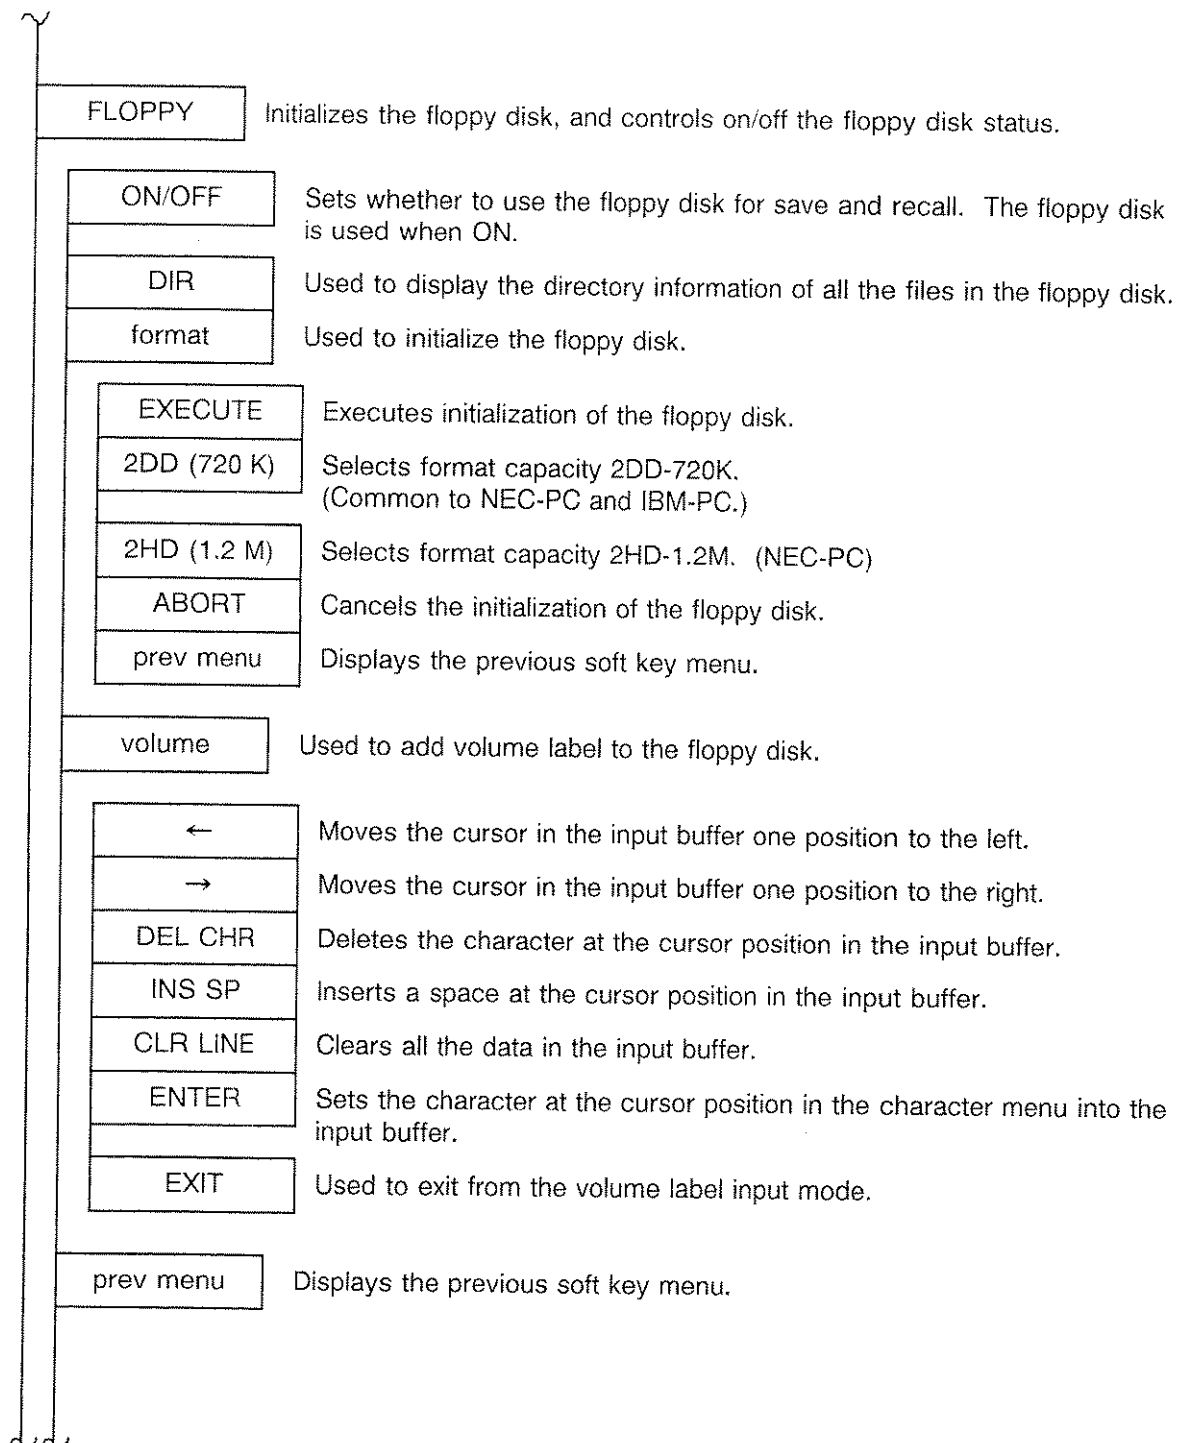 FLOPPY Initializes the floppy disk, and controls on/off the floppy disk status.
ON/OFF Sets whether to use the floppy disk for save and recall. The floppy disk
is used when ON.
DIR Used to display the directory information of all the files in the floppy disk.
format Used to initialize the floppy disk.
EXECUTE Executes initialization of the floppy disk.
2DD (720 K) Selects format capacity 2DD-720K.
(Common to NEC-PC and IBM-PC.)
2HD (1.2 M) Selects format capacity 2HD-1.2M. (NEC-PC)
ABORT Cancels the initialization of the floppy disk.
prev menu Displays the previous soft key menu.
volume Used to add volume label to the floppy disk.
← Moves the cursor in the input buffer one position to the left.
→ Moves the cursor in the input buffer one position to the right.
DEL CHR Deletes the character at the cursor position in the input buffer.
INS SP Inserts a space at the cursor position in the input buffer.
CLR LINE Clears all the data in the input buffer.
ENTER Sets the character at the cursor position in the character menu into the
input buffer.
EXIT Used to exit from the volume label input mode.
prev menu Displays the previous soft key menu.